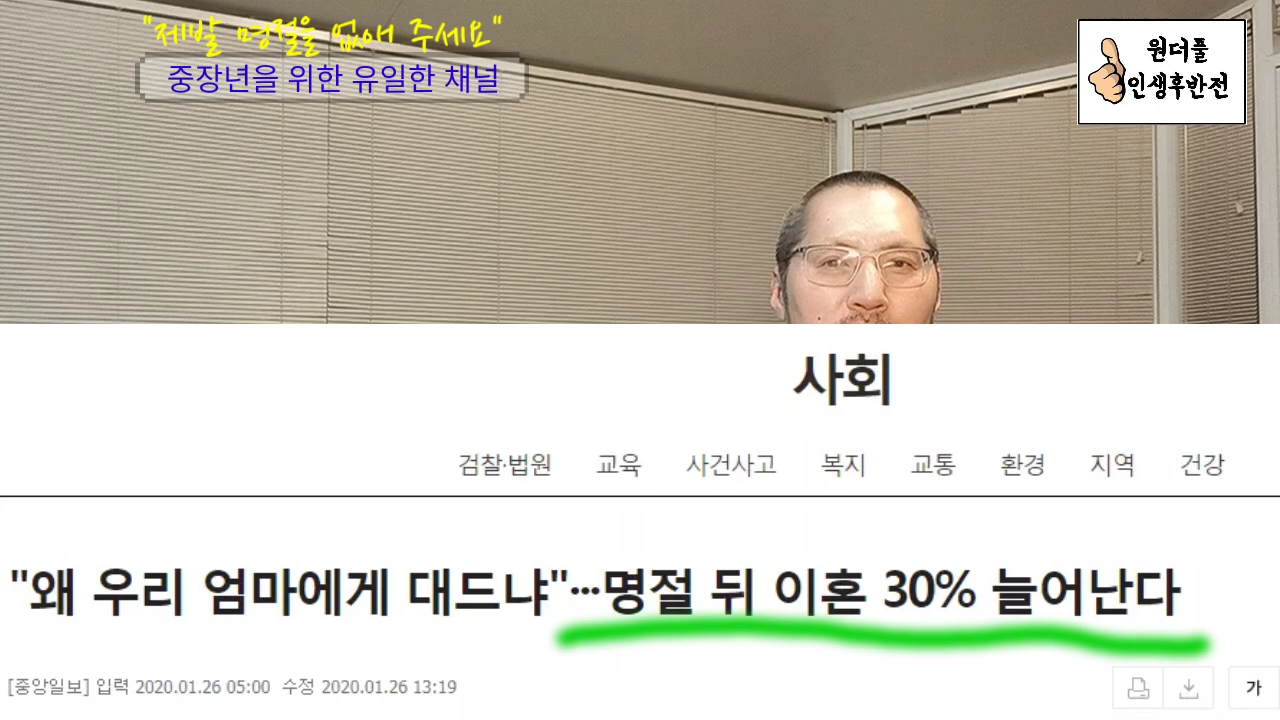 "제발 명절을 없애 주세요"
중장년을 위한 유일한 채널
원더풀
인생후반전
사회
검찰·법원 교육 사건사고 복지 교통 환경 지역 건강
"왜 우리 엄마에게 대드냐"…명절 뒤 이혼 30% 늘어난다
[중앙일보] 입력 2020.01.26 05:00 수정 2020.01.26 13:19
가